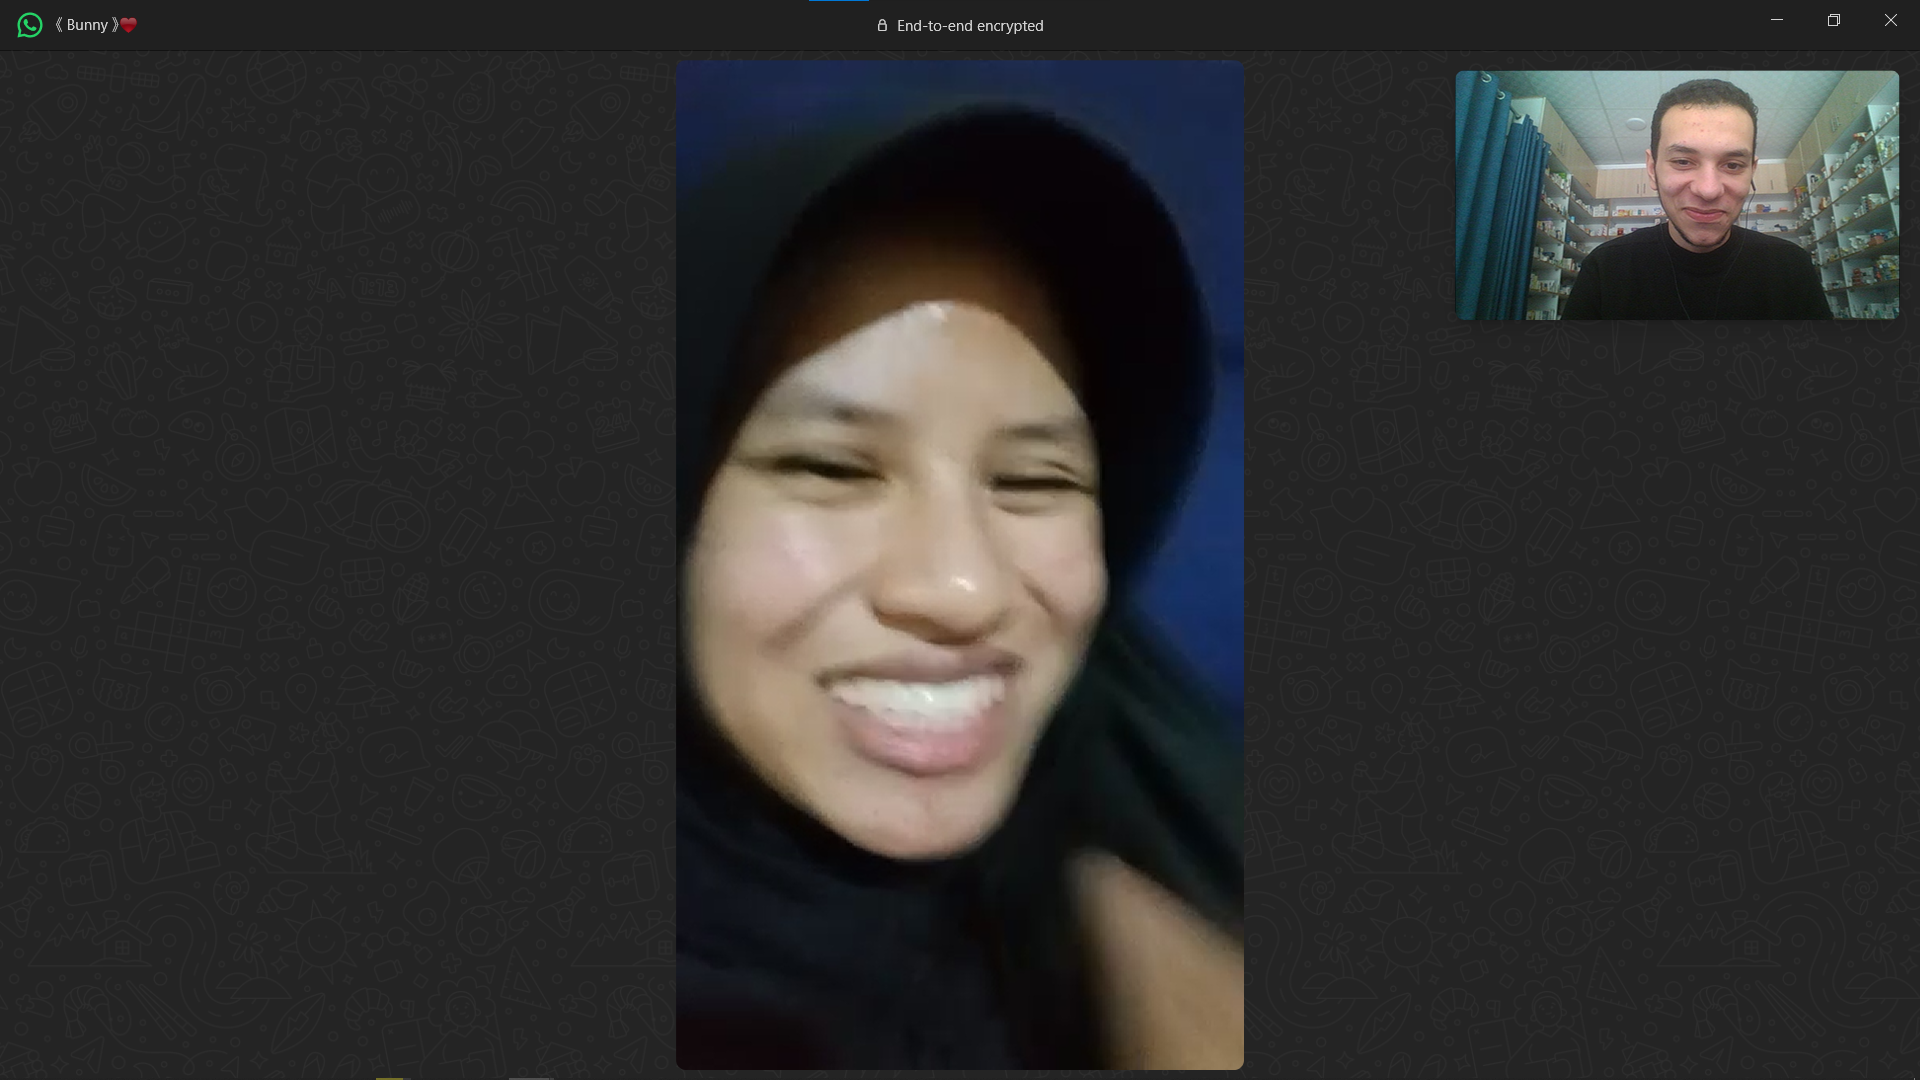 《 Bunny 》❤️
End-to-end encrypted